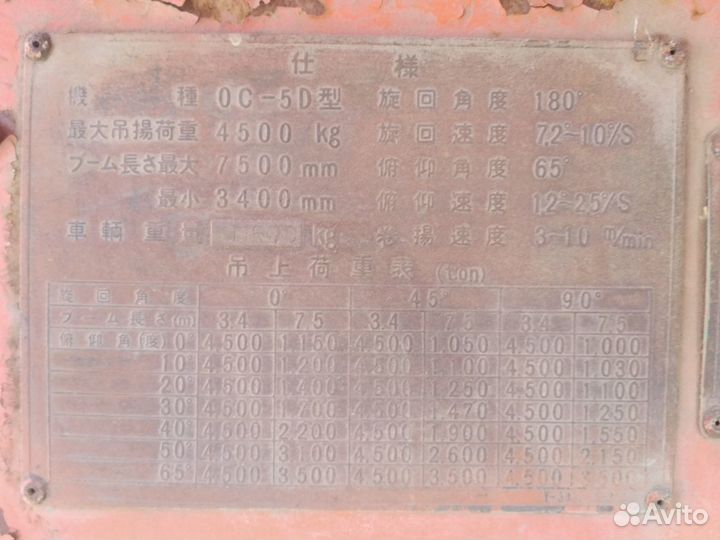 仕 様
機 種 OC-5D型 旋回角度 180°
最大吊揚荷重 4500 kg 旋回速度 7.2°~10°/S
ブーム長さ最大 7500 mm 俯仰角度 65°
最小 3400 mm 俯仰速度 1.2°~2.5°/S
車輌重 kg 揚速度 3~10 m/min
吊上荷重表 (ton)
旋回角度 0° 45° 90°
ブーム長さ(m) 3.4 7.5 3.4 7.5 3.4 7.5
俯仰角(度) 0° 4.500 1.150 4.500 1.050 4.500 1.000
10° 4.500 1.200 4.500 1.100 4.500 1.030
20° 4.500 1.400 4.500 1.250 4.500 1.100
30° 4.500 1.700 4.500 1.470 4.500 1.250
40° 4.500 2.200 4.500 1.900 4.500 1.550
50° 4.500 3.100 4.500 2.600 4.500 2.150
65° 4.500 3.500 4.500 3.500 4.500 3.500
Avito